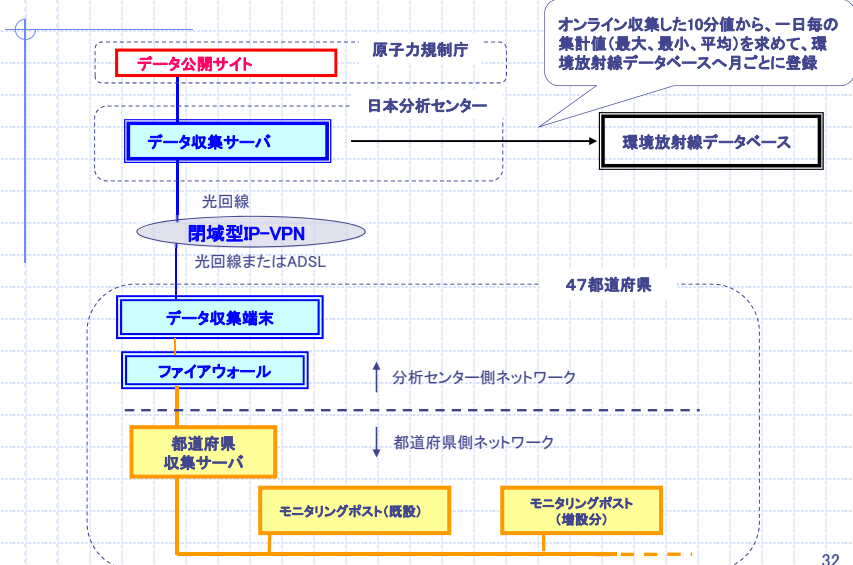 オンライン収集した10分値から、一日毎の
集計値(最大、最小、平均)を求めて、環
境放射線データベースへ月ごとに登録
原子力規制庁
データ公開サイト
日本分析センター
データ収集サーバ
環境放射線データベース
光回線
閉域型IP-VPN
光回線またはADSL
47都道府県
データ収集端末
ファイアウォール
分析センター側ネットワーク
都道府県側ネットワーク
都道府県
収集サーバ
モニタリングポスト(既設)
モニタリングポスト
(増設分)
32